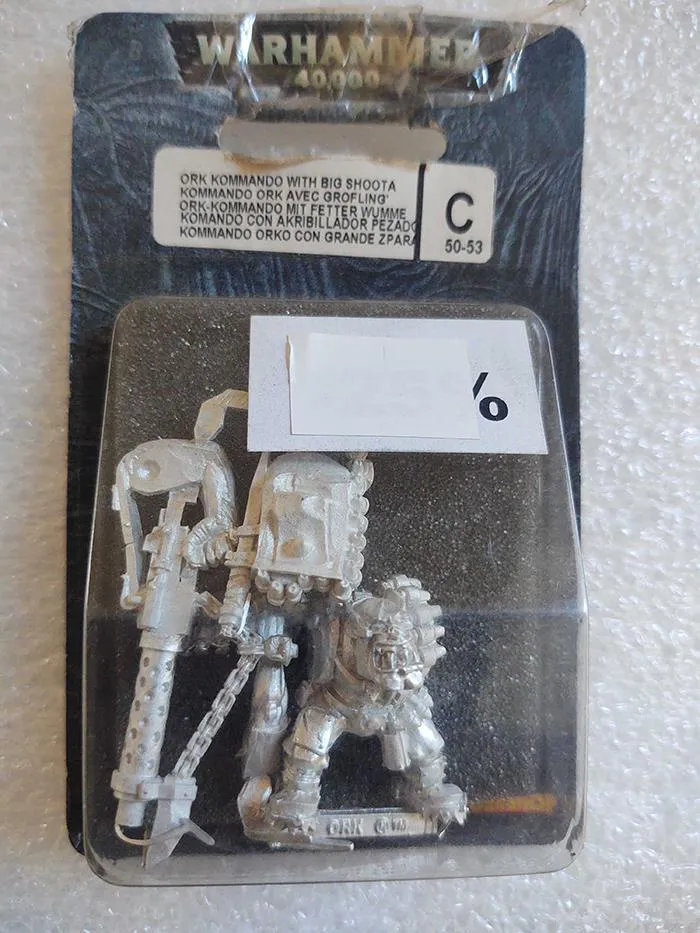 WARHAMMER
40,000
ORK KOMMANDO WITH BIG SHOOTA
KOMMANDO ORK AVEC GROFLING'
ORK-KOMMANDO MIT FETTER WUMME
KOMANDO CON AKRIBILLADOR PEZADO
KOMMANDO ORKO CON GRANDE ZPARA
C
50-53
%
ORK